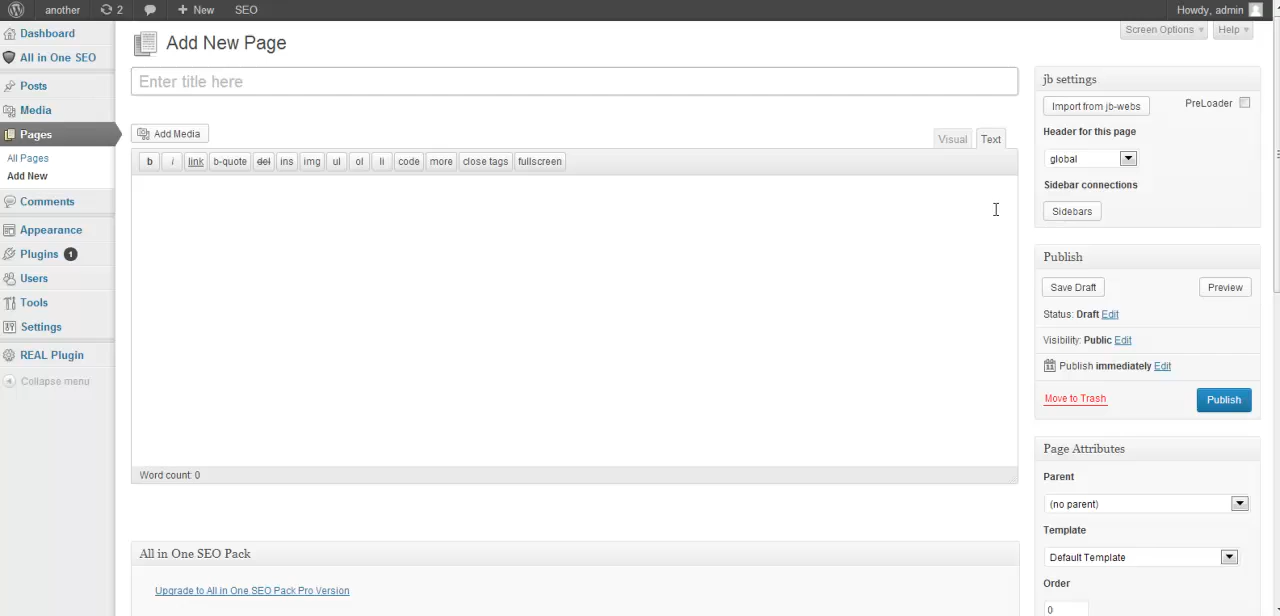 another
2
New
SEO
Howdy, admin
Dashboard
All in One SEO
Posts
Media
Pages
All Pages
Add New
Comments
Appearance
Plugins 1
Users
Tools
Settings
REAL Plugin
Collapse menu
Screen Options
Help
Add New Page
Enter title here
Add Media
Visual
Text
b
i
link
b-quote
del
ins
img
ul
ol
li
code
more
close tags
fullscreen
Word count: 0
All in One SEO Pack
Upgrade to All in One SEO Pack Pro Version
jb settings
Import from jb-webs
PreLoader
Header for this page
global
Sidebar connections
Sidebars
Publish
Save Draft
Preview
Status: Draft Edit
Visibility: Public Edit
Publish immediately Edit
Move to Trash
Publish
Page Attributes
Parent
(no parent)
Template
Default Template
Order
0